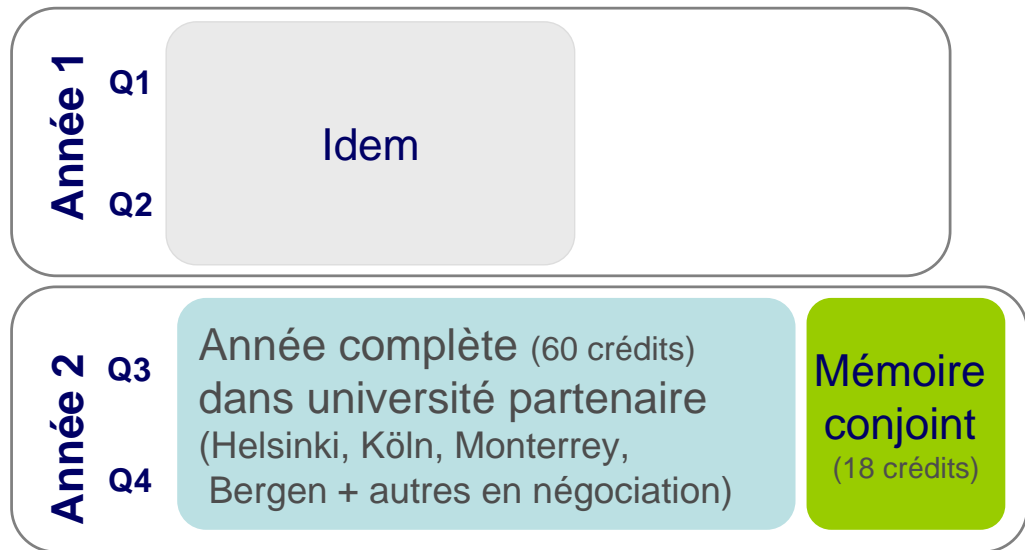 Année 1
Q1
Q2
Idem
Année 2
Q3
Q4
Année complète (60 crédits)
dans université partenaire
(Helsinki, Köln, Monterrey,
Bergen + autres en négociation)
Mémoire
conjoint
(18 crédits)